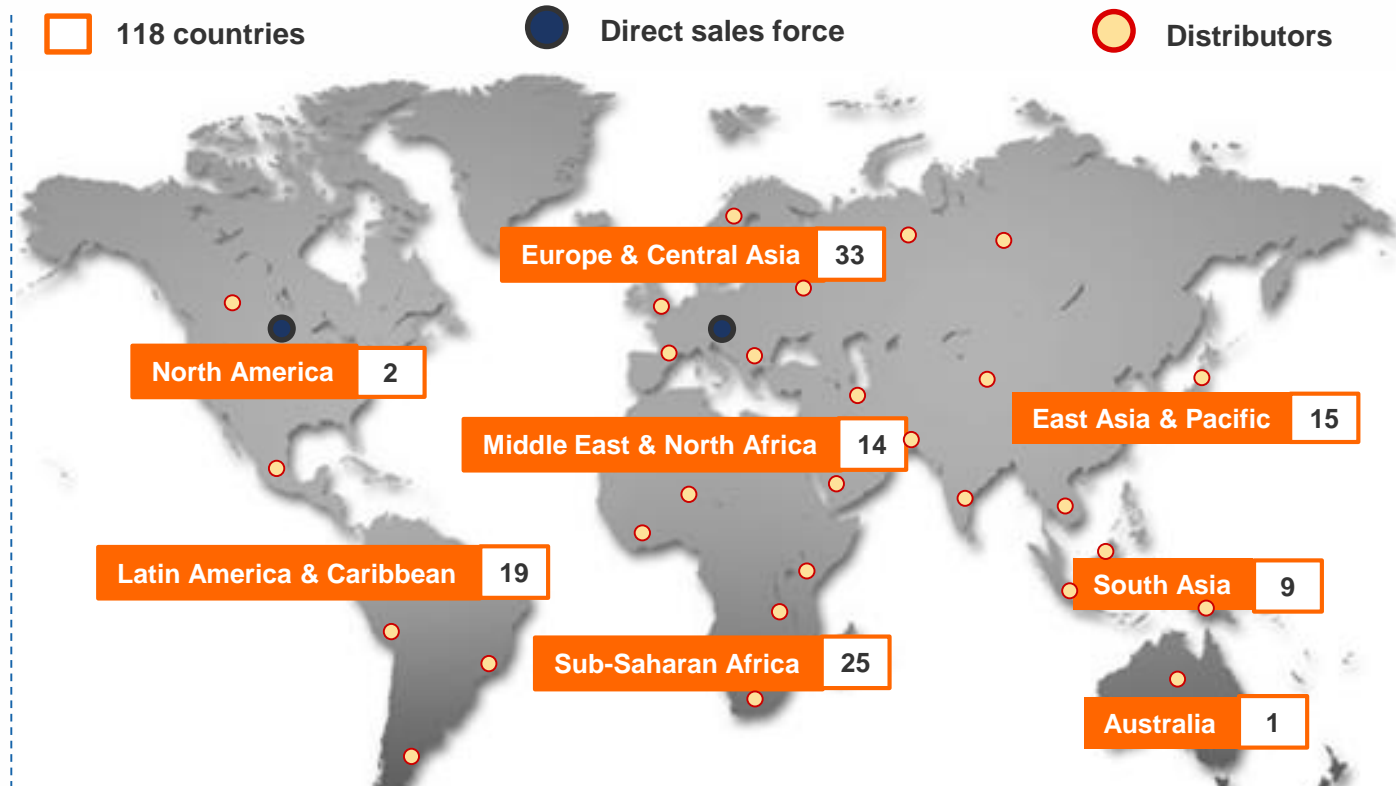 118 countries
Direct sales force
Distributors
Europe & Central Asia 33
North America 2
East Asia & Pacific 15
Middle East & North Africa 14
Latin America & Caribbean 19
South Asia 9
Sub-Saharan Africa 25
Australia 1